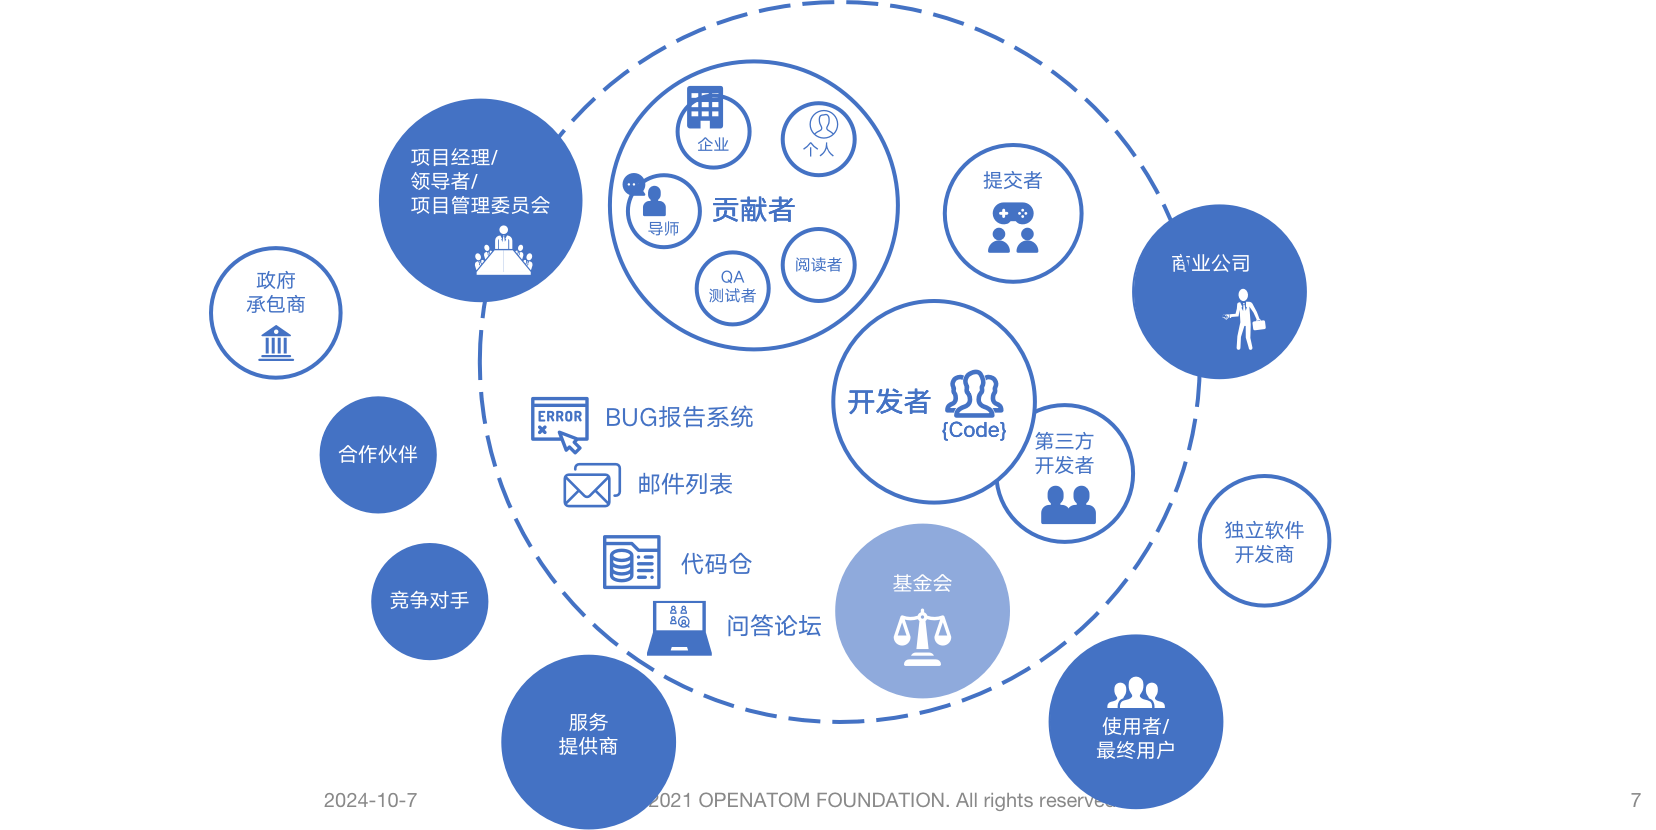 项目经理/
领导者/
项目管理委员会
企业
个人
导师
贡献者
QA
测试者
阅读者
提交者
商业公司
政府
承包商
开发者
{Code}
ERROR
BUG报告系统
邮件列表
第三方
开发者
合作伙伴
代码仓
问答论坛
基金会
独立软件
开发商
竞争对手
服务
提供商
使用者/
最终用户
2024-10-7
2021 OPENATOM FOUNDATION. All rights reserve
7